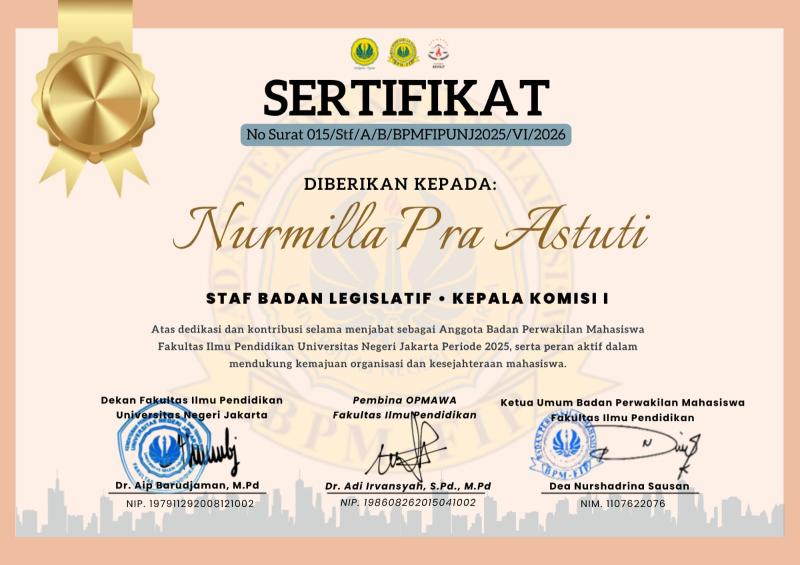 SERTIFIKAT
No Surat 015/Stf/A/B/BPMFIPUNJ2025/VI/2026
DIBERIKAN KEPADA:
Nurmilla Pra Astuti
STAF BADAN LEGISLATIF • KEPALA KOMISI I
Atas dedikasi dan kontribusi selama menjabat sebagai Anggota Badan Perwakilan Mahasiswa
Fakultas Ilmu Pendidikan Universitas Negeri Jakarta Periode 2025, serta peran aktif dalam
mendukung kemajuan organisasi dan kesejahteraan mahasiswa.
Dekan Fakultas Ilmu Pendidikan
Universitas Negeri Jakarta
Dr. Aip Barudjaman, M.Pd
NIP. 197911292008121002
Pembina OPMAWA
Fakultas Ilmu Pendidikan
Dr. Adi Irvansyah, S.Pd., M.Pd
NIP. 198608262015041002
Ketua Umum Badan Perwakilan Mahasiswa
Fakultas Ilmu Pendidikan
BPM-FIP
Dea Nurshadrina Sausan
NIM. 1107622076